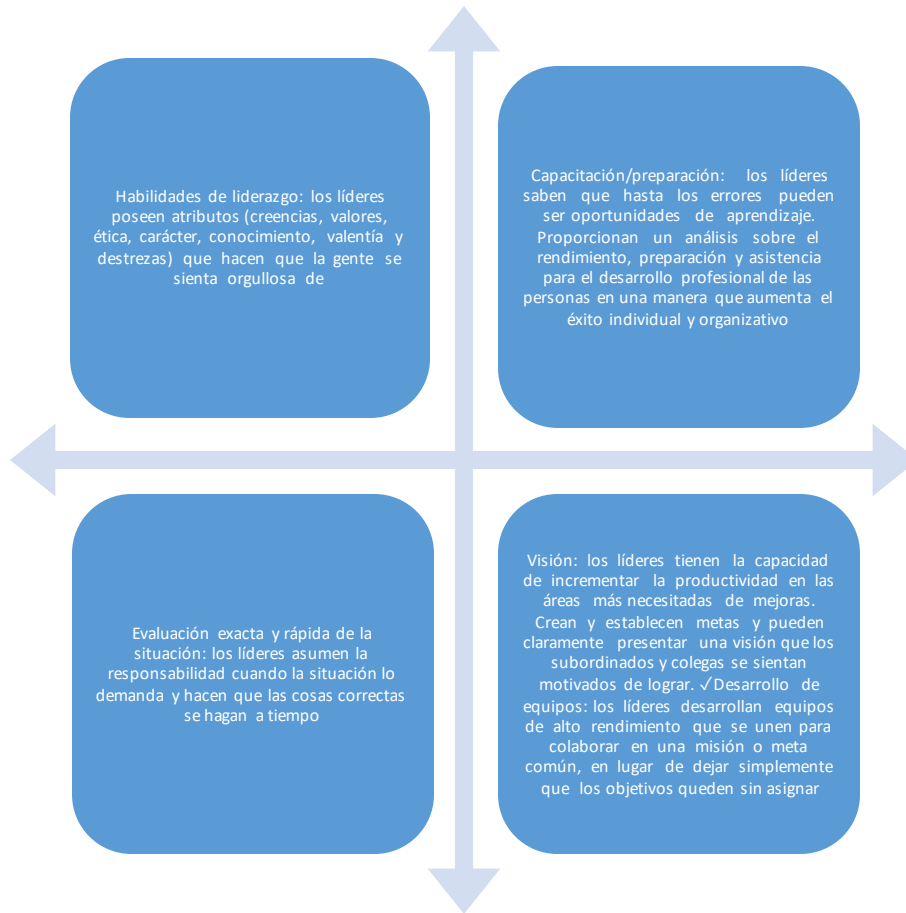 Habilidades de liderazgo: los líderes
poseen atributos (creencias, valores,
ética, carácter, conocimiento, valentía y
destrezas) que hacen que la gente se
sienta orgullosa de
Capacitación/preparación: los líderes
saben que hasta los errores pueden
ser oportunidades de aprendizaje.
Proporcionan un análisis sobre el
rendimiento, preparación y asistencia
para el desarrollo profesional de las
personas en una manera que aumenta el
éxito individual y organizativo
Evaluación exacta y rápida de la
situación: los líderes asumen la
responsabilidad cuando la situación lo
demanda y hacen que las cosas correctas
se hagan a tiempo
Visión: los líderes tienen la capacidad
de incrementar la productividad en las
áreas más necesitadas de mejoras.
Crean y establecen metas y pueden
claramente presentar una visión que los
subordinados y colegas se sientan
motivados de lograr. ✓Desarrollo de
equipos: los líderes desarrollan equipos
de alto rendimiento que se unen para
colaborar en una misión o meta
común, en lugar de dejar simplemente
que los objetivos queden sin asignar